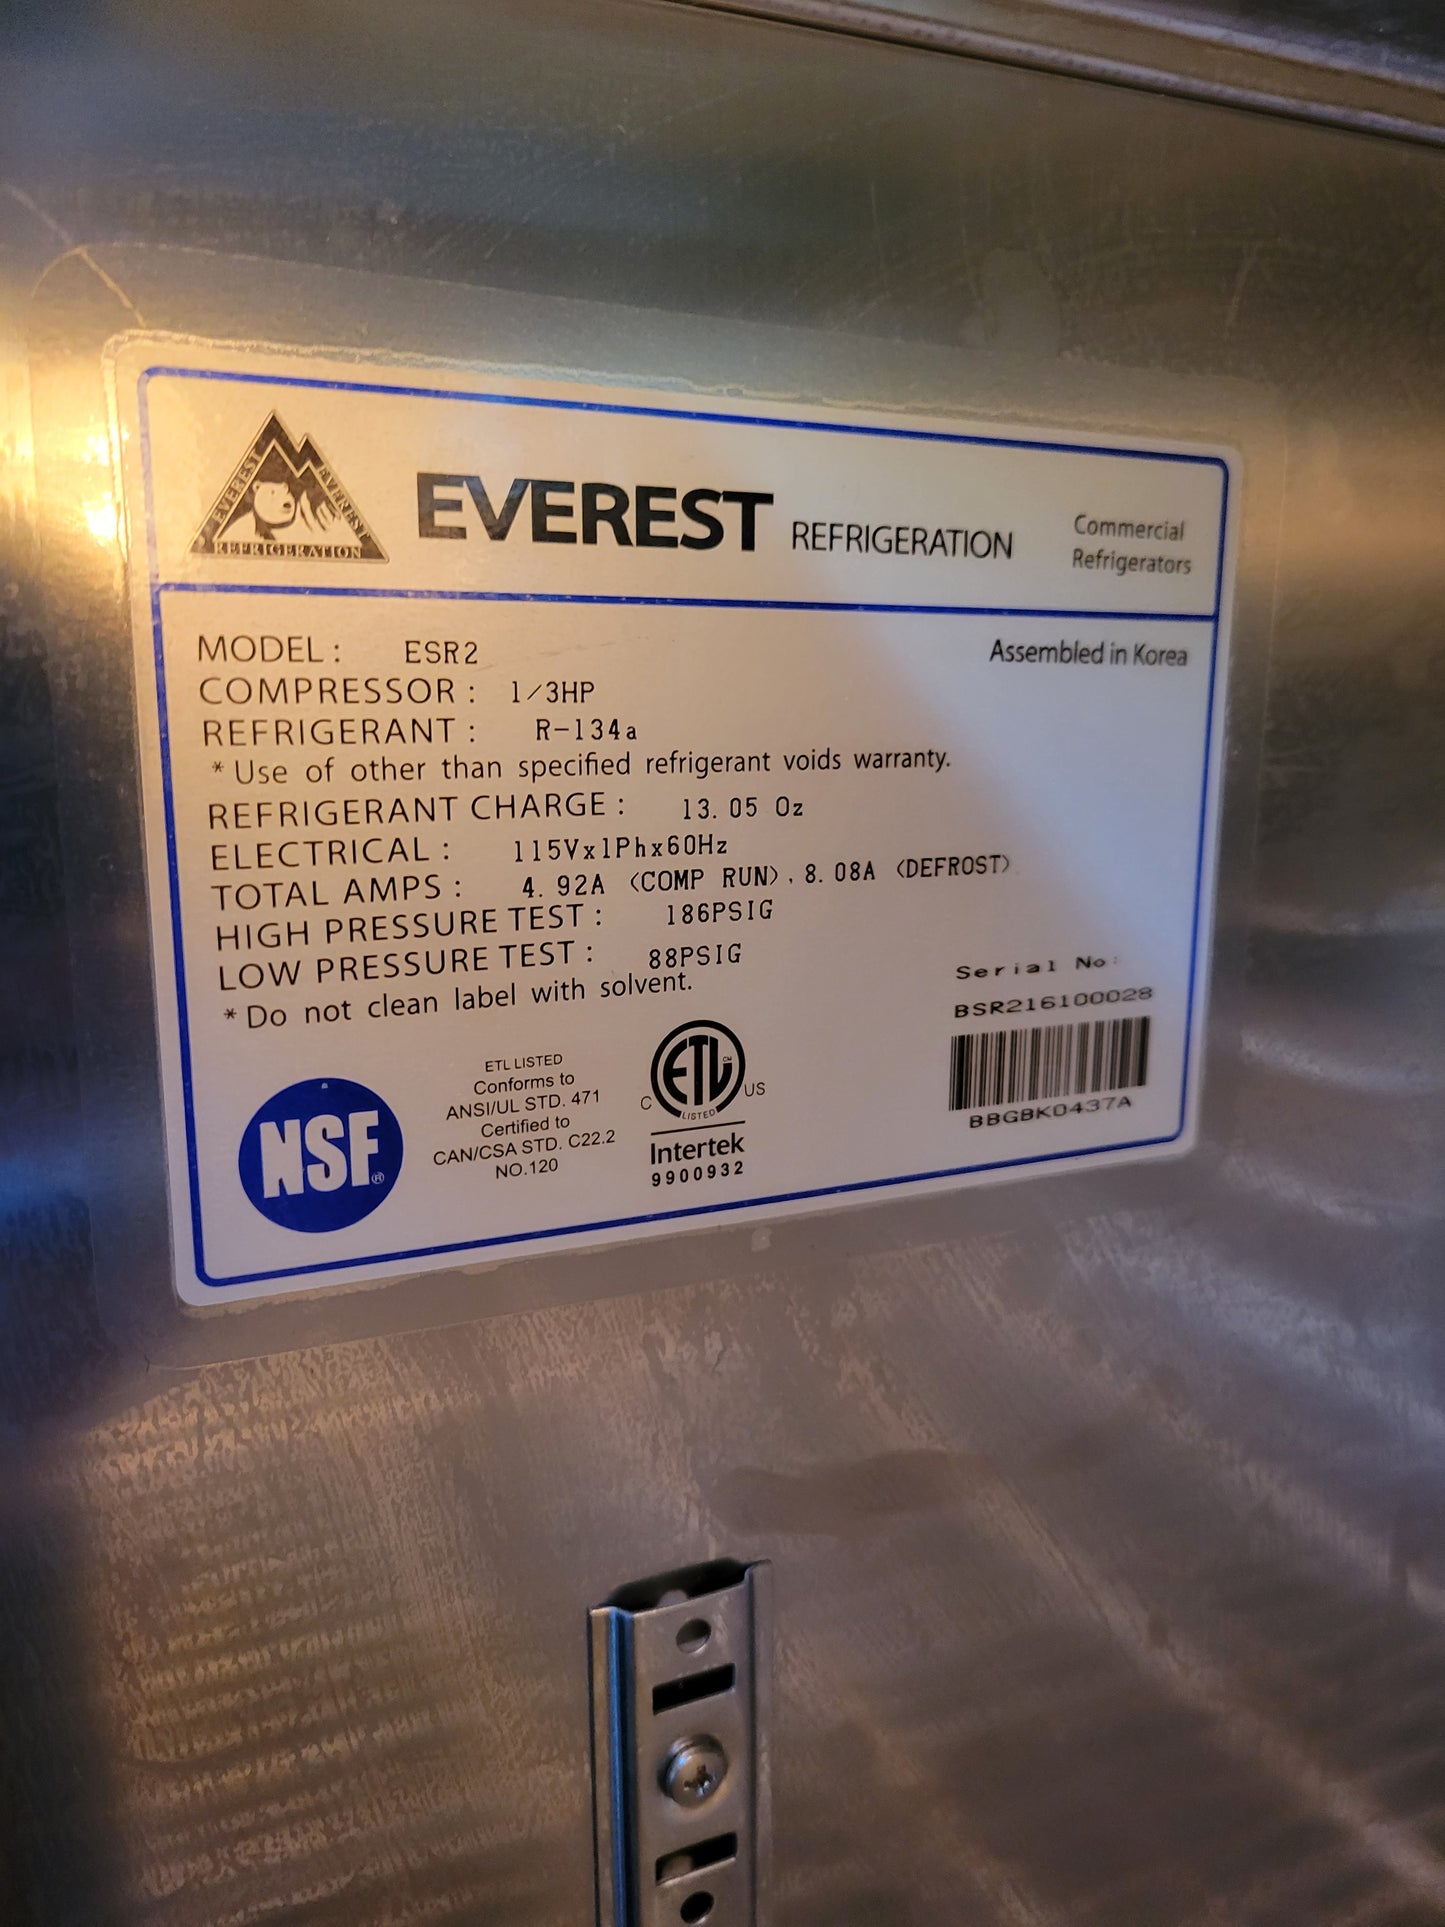 EVEREST EVEREST
REFRIGERATION
EVEREST REFRIGERATION
Commercial
Refrigerators
MODEL : ESR2
Assembled in Korea
COMPRESSOR : 1/3HP
REFRIGERANT : R-134a
* Use of other than specified refrigerant voids warranty.
REFRIGERANT CHARGE : 13.05 Oz
ELECTRICAL : 115Vx1Phx60Hz
TOTAL AMPS : 4.92A (COMP RUN), 8.08A (DEFROST)
HIGH PRESSURE TEST : 186PSIG
LOW PRESSURE TEST : 88PSIG
* Do not clean label with solvent.
Serial No:
BSR216100028
BBGBK0437A
NSF®
ETL LISTED
Conforms to
ANSI/UL STD. 471
Certified to
CAN/CSA STD. C22.2
NO.120
ETL CM
C LISTED US
Intertek
9900932